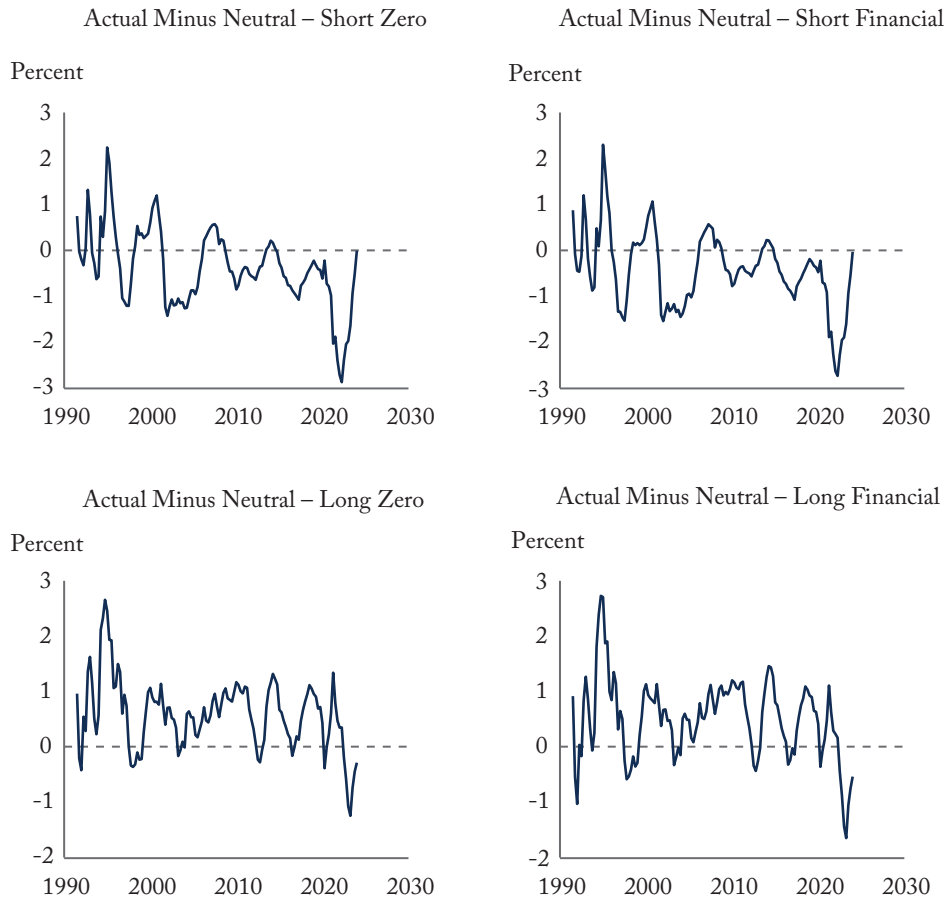 Actual Minus Neutral – Short Zero
Percent
3
2
1
0
-1
-2
-3
1990 2000 2010 2020 2030
Actual Minus Neutral – Short Financial
Percent
3
2
1
0
-1
-2
-3
1990 2000 2010 2020 2030
Actual Minus Neutral – Long Zero
Percent
3
2
1
0
-1
-2
1990 2000 2010 2020 2030
Actual Minus Neutral – Long Financial
Percent
3
2
1
0
-1
-2
1990 2000 2010 2020 2030